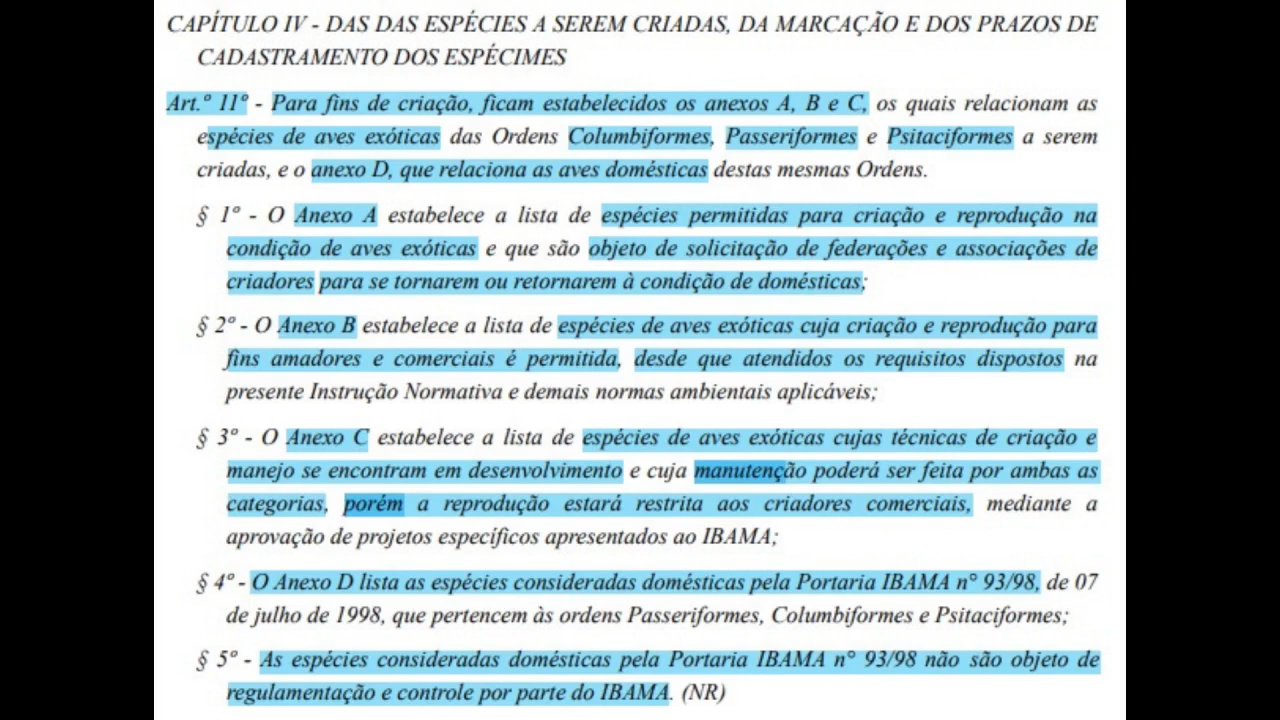 CAPÍTULO IV - DAS DAS ESPÉCIES A SEREM CRIADAS, DA MARCAÇÃO E DOS PRAZOS DE
CADASTRAMENTO DOS ESPÉCIMES
Art.º 11º - Para fins de criação, ficam estabelecidos os anexos A, B e C, os quais relacionam as
espécies de aves exóticas das Ordens Columbiformes, Passeriformes e Psitaciformes a serem
criadas, e o anexo D, que relaciona as aves domésticas destas mesmas Ordens.
§ 1º - O Anexo A estabelece a lista de espécies permitidas para criação e reprodução na
condição de aves exóticas e que são objeto de solicitação de federações e associações de
criadores para se tornarem ou retornarem à condição de domésticas;
§ 2º - O Anexo B estabelece a lista de espécies de aves exóticas cuja criação e reprodução para
fins amadores e comerciais é permitida, desde que atendidos os requisitos dispostos na
presente Instrução Normativa e demais normas ambientais aplicáveis;
§ 3º - O Anexo C estabelece a lista de espécies de aves exóticas cujas técnicas de criação e
manejo se encontram em desenvolvimento e cuja manutenção poderá ser feita por ambas as
categorias, porém a reprodução estará restrita aos criadores comerciais, mediante a
aprovação de projetos específicos apresentados ao IBAMA;
§ 4º - O Anexo D lista as espécies consideradas domésticas pela Portaria IBAMA n° 93/98, de 07
de julho de 1998, que pertencem às ordens Passeriformes, Columbiformes e Psitaciformes;
§ 5º - As espécies consideradas domésticas pela Portaria IBAMA n° 93/98 não são objeto de
regulamentação e controle por parte do IBAMA. (NR)